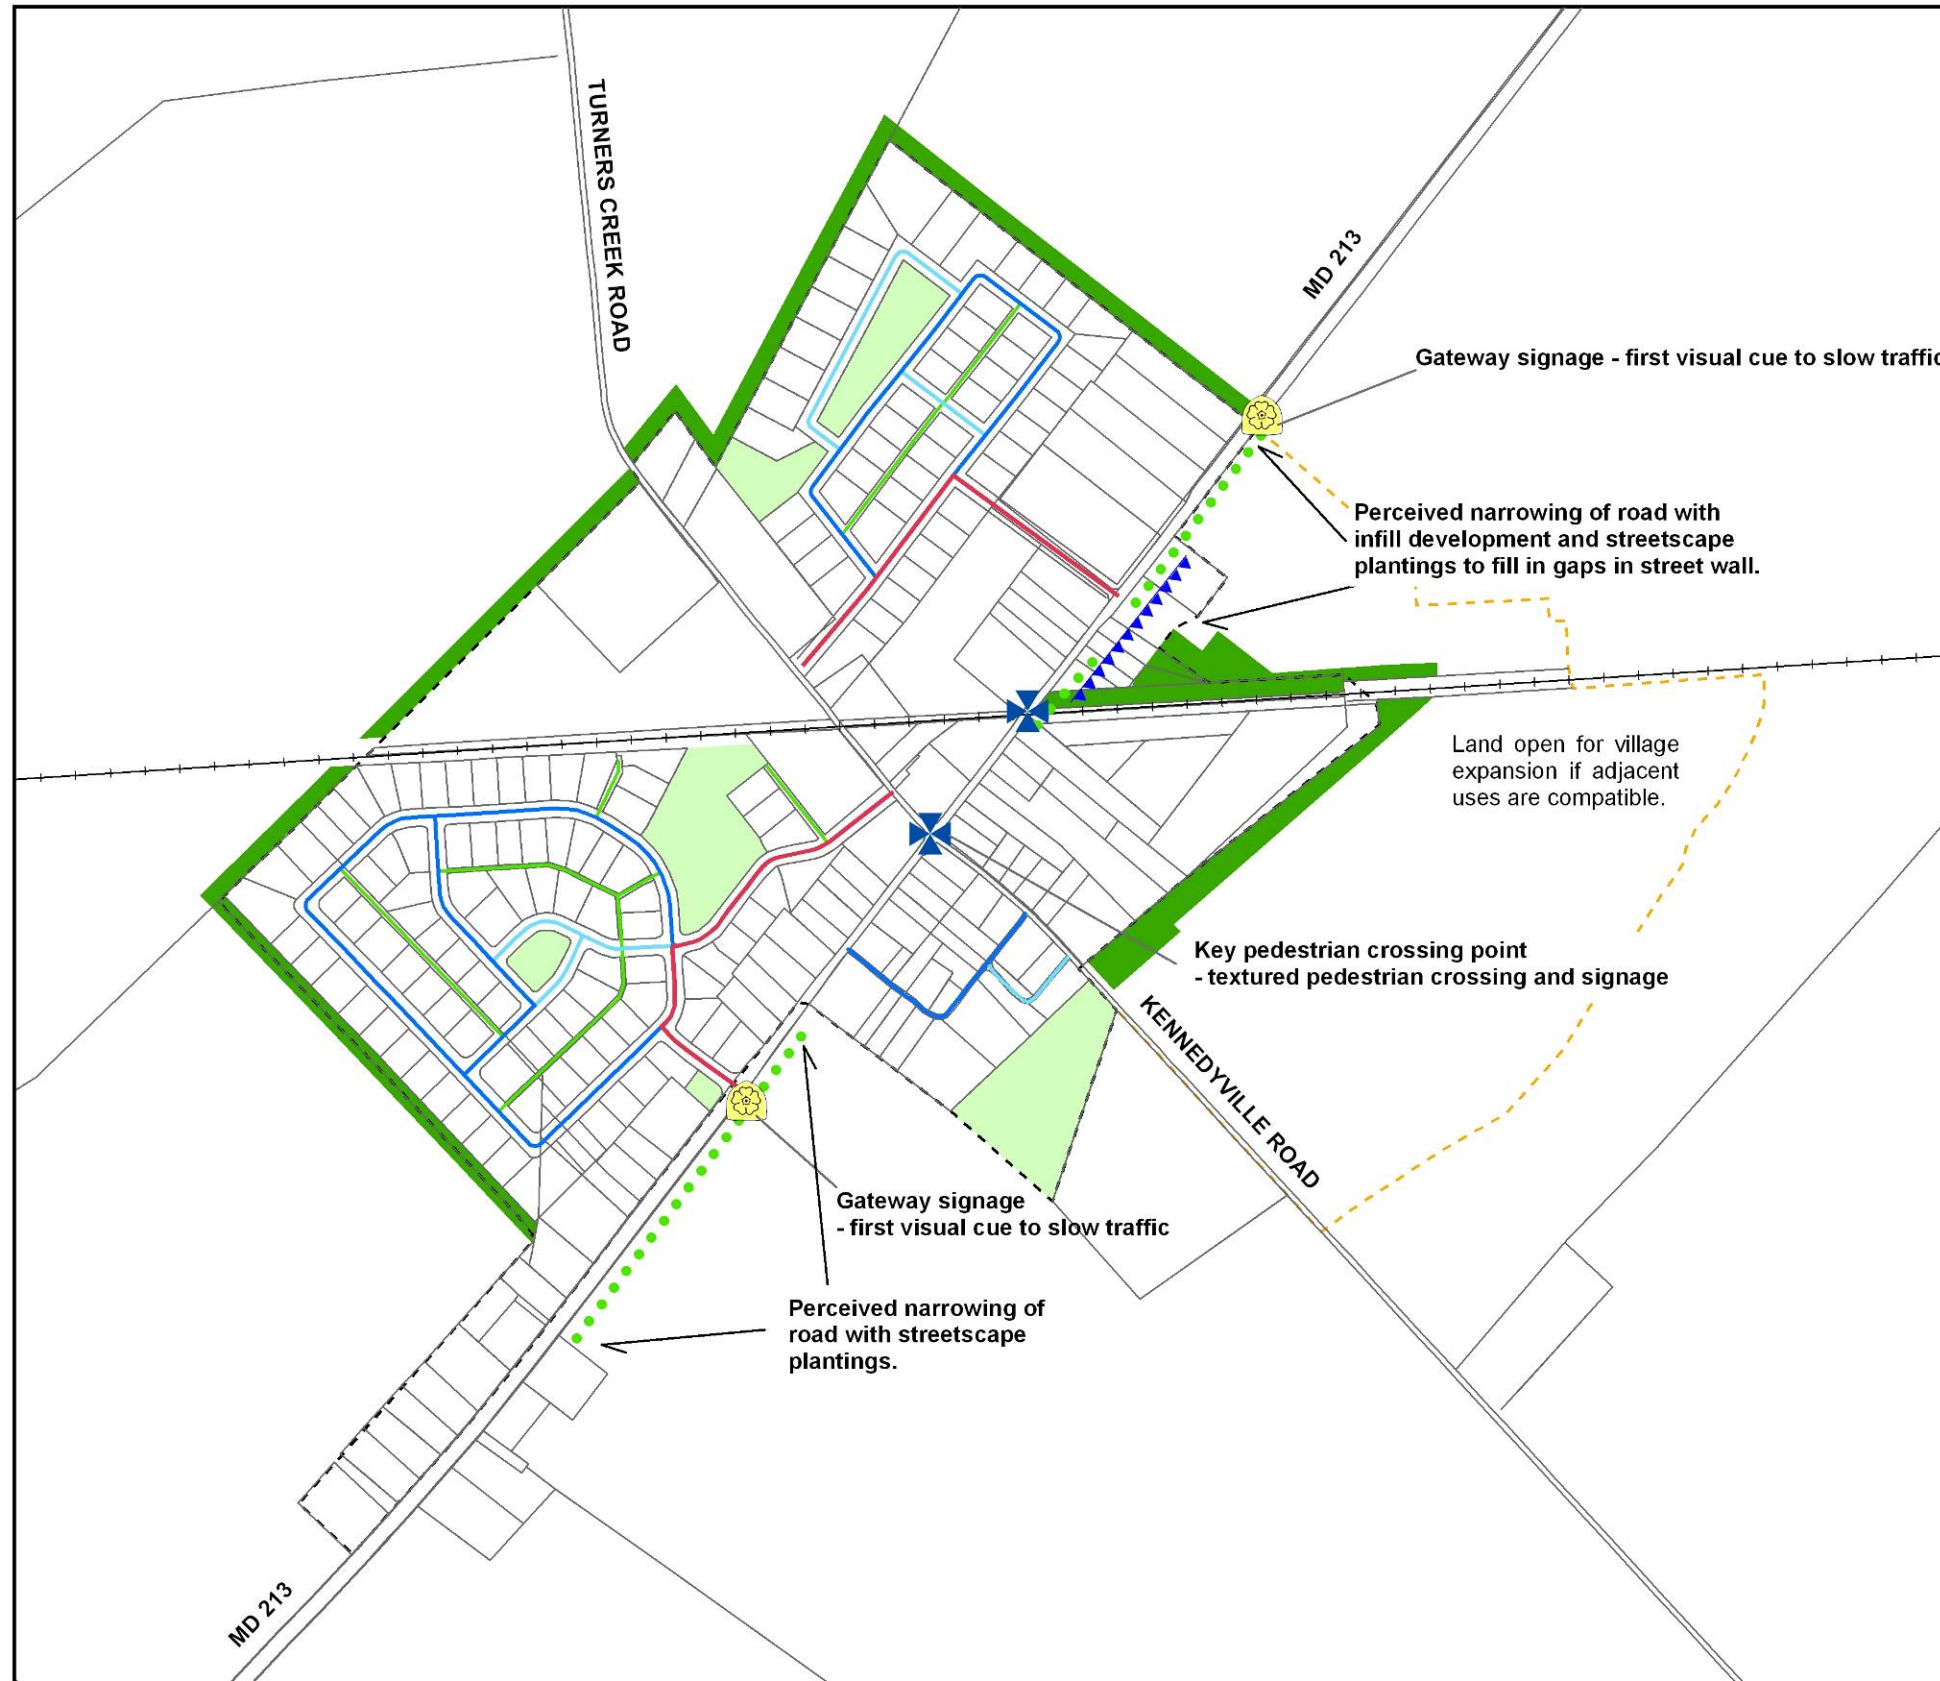 TURNERS CREEK ROAD
MD 213
Gateway signage - first visual cue to slow traffic
Perceived narrowing of road with
infill development and streetscape
plantings to fill in gaps in street wall.
Land open for village
expansion if adjacent
uses are compatible.
Key pedestrian crossing point
- textured pedestrian crossing and signage
KENNEDYVILLE ROAD
Gateway signage
- first visual cue to slow traffic
Perceived narrowing of
road with streetscape
plantings.
MD 213